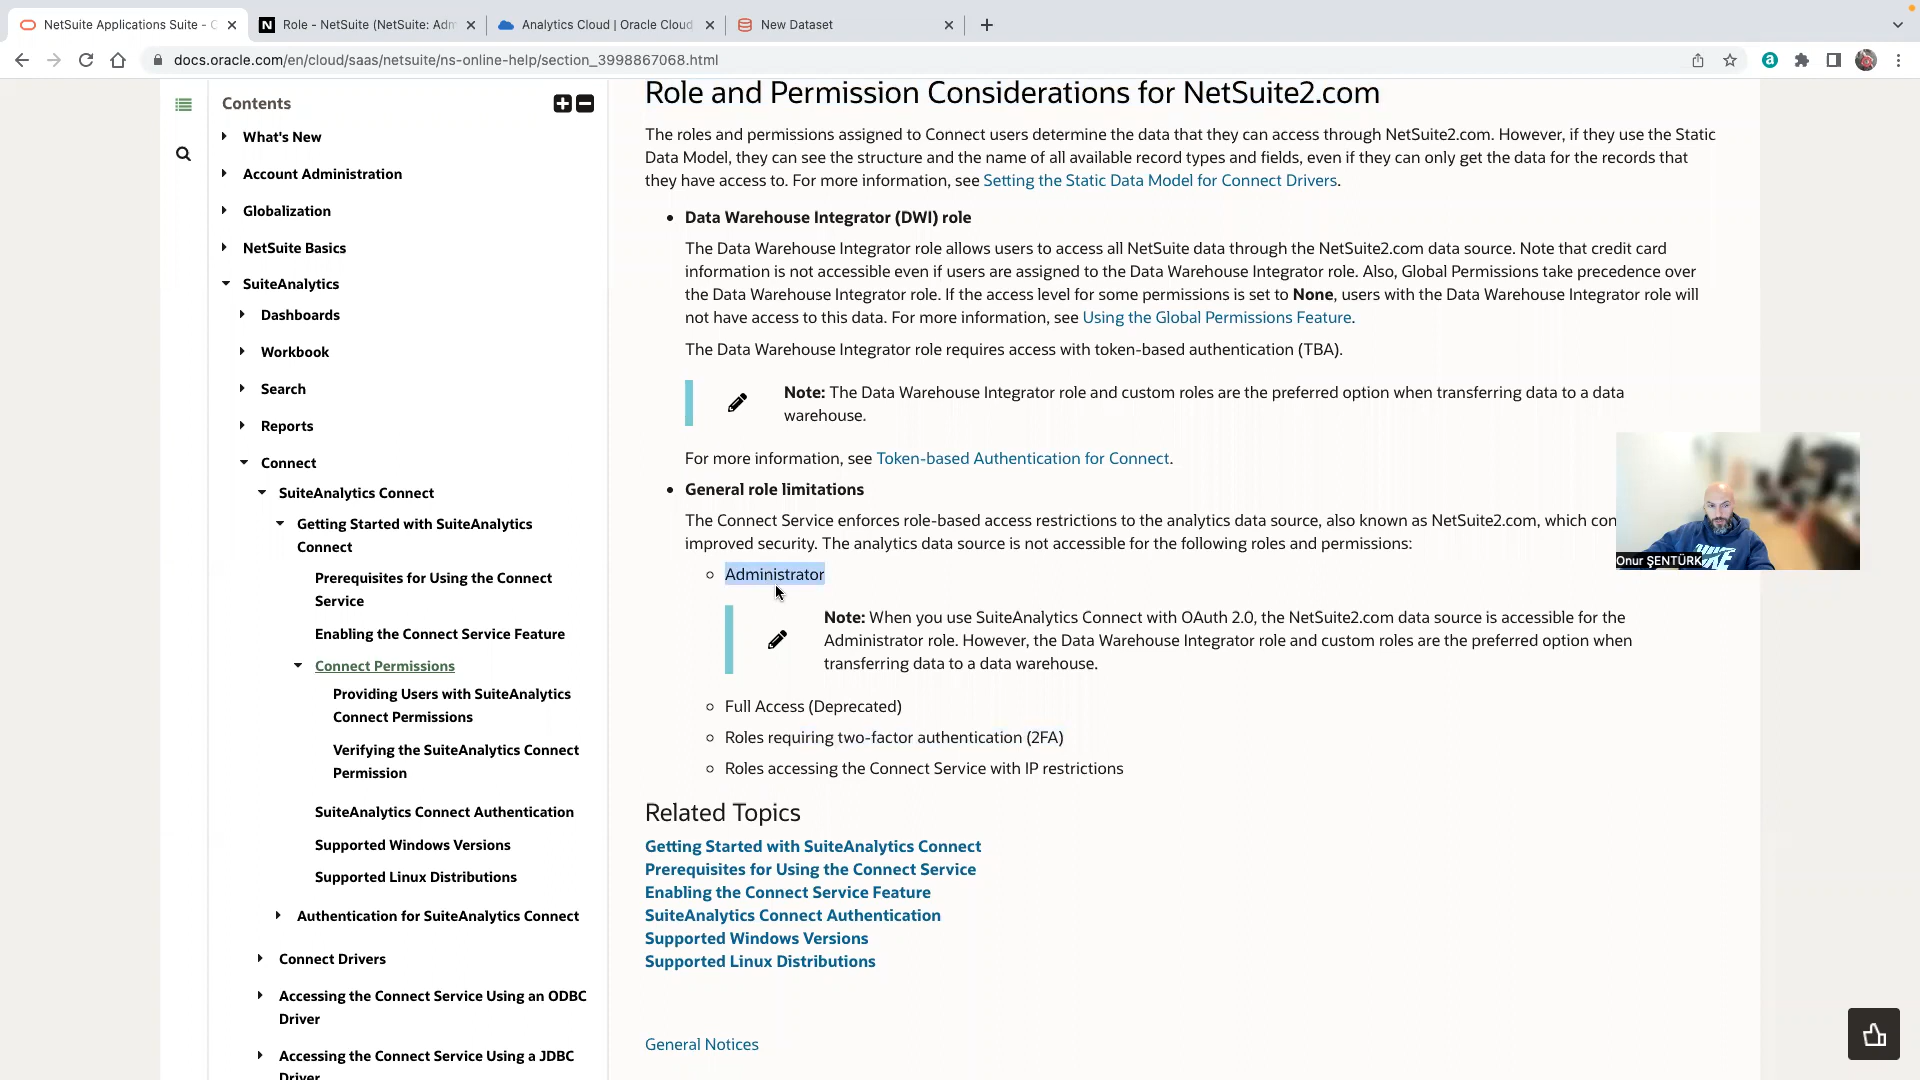 NetSuite Applications Suite - C
Role - NetSuite (NetSuite: Adm
Analytics Cloud | Oracle Cloud
New Dataset
docs.oracle.com/en/cloud/saas/netsuite/ns-online-help/section_3998867068.html
Contents
What's New
Account Administration
Globalization
NetSuite Basics
SuiteAnalytics
Dashboards
Workbook
Search
Reports
Connect
SuiteAnalytics Connect
Getting Started with SuiteAnalytics
Connect
Prerequisites for Using the Connect
Service
Enabling the Connect Service Feature
Connect Permissions
Providing Users with SuiteAnalytics
Connect Permissions
Verifying the SuiteAnalytics Connect
Permission
SuiteAnalytics Connect Authentication
Supported Windows Versions
Supported Linux Distributions
Authentication for SuiteAnalytics Connect
Connect Drivers
Accessing the Connect Service Using an ODBC
Driver
Accessing the Connect Service Using a JDBC
Driver
Role and Permission Considerations for NetSuite2.com
The roles and permissions assigned to Connect users determine the data that they can access through NetSuite2.com. However, if they use the Static
Data Model, they can see the structure and the name of all available record types and fields, even if they can only get the data for the records that
they have access to. For more information, see Setting the Static Data Model for Connect Drivers.
• Data Warehouse Integrator (DWI) role
The Data Warehouse Integrator role allows users to access all NetSuite data through the NetSuite2.com data source. Note that credit card
information is not accessible even if users are assigned to the Data Warehouse Integrator role. Also, Global Permissions take precedence over
the Data Warehouse Integrator role. If the access level for some permissions is set to None, users with the Data Warehouse Integrator role will
not have access to this data. For more information, see Using the Global Permissions Feature.
The Data Warehouse Integrator role requires access with token-based authentication (TBA).
Note: The Data Warehouse Integrator role and custom roles are the preferred option when transferring data to a data
warehouse.
For more information, see Token-based Authentication for Connect.
• General role limitations
The Connect Service enforces role-based access restrictions to the analytics data source, also known as NetSuite2.com, which con
improved security. The analytics data source is not accessible for the following roles and permissions:
Administrator
Note: When you use SuiteAnalytics Connect with OAuth 2.0, the NetSuite2.com data source is accessible for the
Administrator role. However, the Data Warehouse Integrator role and custom roles are the preferred option when
transferring data to a data warehouse.
Full Access (Deprecated)
Roles requiring two-factor authentication (2FA)
Roles accessing the Connect Service with IP restrictions
Related Topics
Getting Started with SuiteAnalytics Connect
Prerequisites for Using the Connect Service
Enabling the Connect Service Feature
SuiteAnalytics Connect Authentication
Supported Windows Versions
Supported Linux Distributions
General Notices
Onur ŞENTÜRK